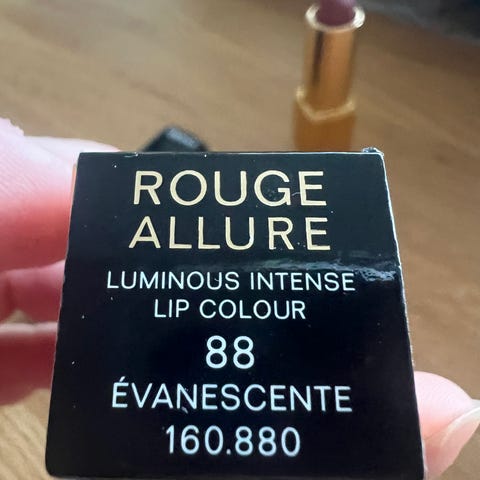 ROUGE
ALLURE
LUMINOUS INTENSE
LIP COLOUR
88
ÉVANESCENTE
160.880